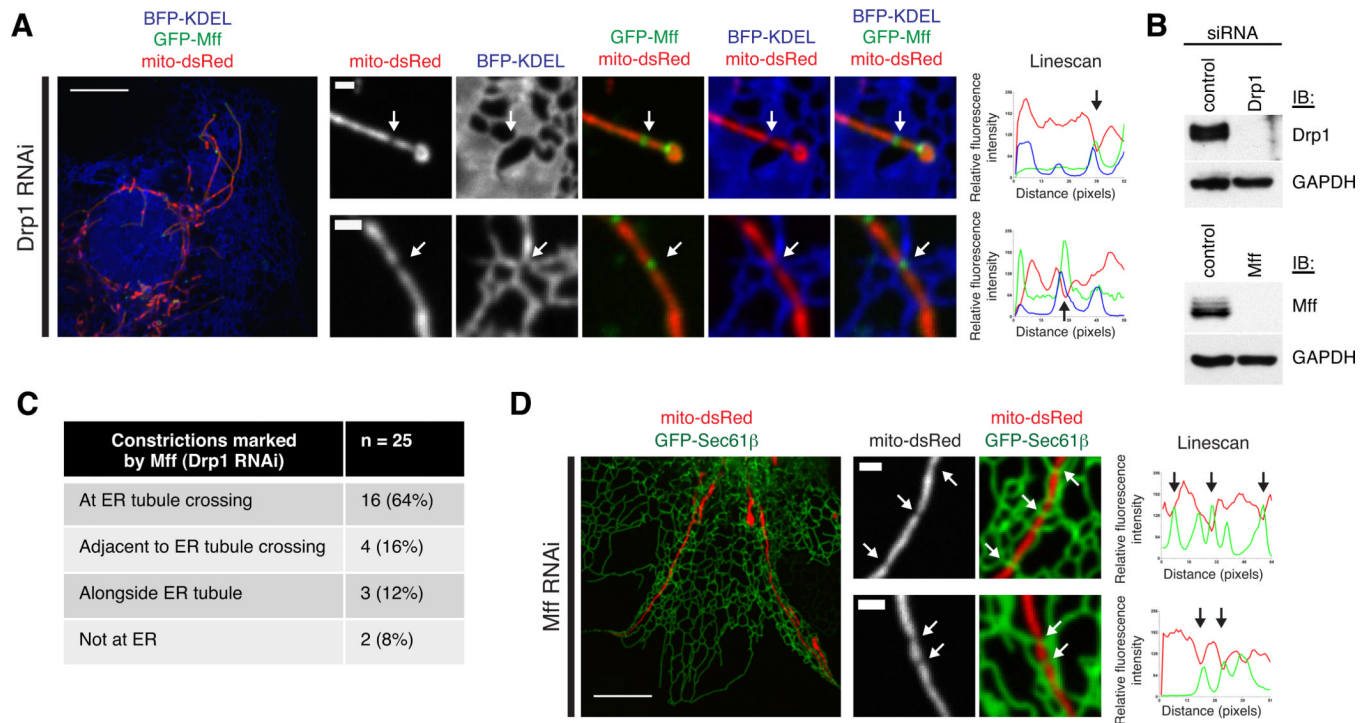 A
BFP-KDEL
GFP-Mff
mito-dsRed
mito-dsRed
BFP-KDEL
GFP-Mff
mito-dsRed
BFP-KDEL
mito-dsRed
BFP-KDEL
GFP-Mff
mito-dsRed
Linescan
Drp1 RNAi
Relative fluorescence
intensity
Distance (pixels)
Relative fluorescence
intensity
Distance (pixels)
B
siRNA
control
Drp1
IB:
Drp1
GAPDH
control
Mff
IB:
Mff
GAPDH
C
Constrictions marked
by Mff (Drp1 RNAi)
n = 25
At ER tubule crossing
16 (64%)
Adjacent to ER tubule crossing
4 (16%)
Alongside ER tubule
3 (12%)
Not at ER
2 (8%)
D
mito-dsRed
GFP-Sec61β
mito-dsRed
mito-dsRed
GFP-Sec61β
Linescan
Mff RNAi
Relative fluorescence
intensity
Distance (pixels)
Relative fluorescence
intensity
Distance (pixels)